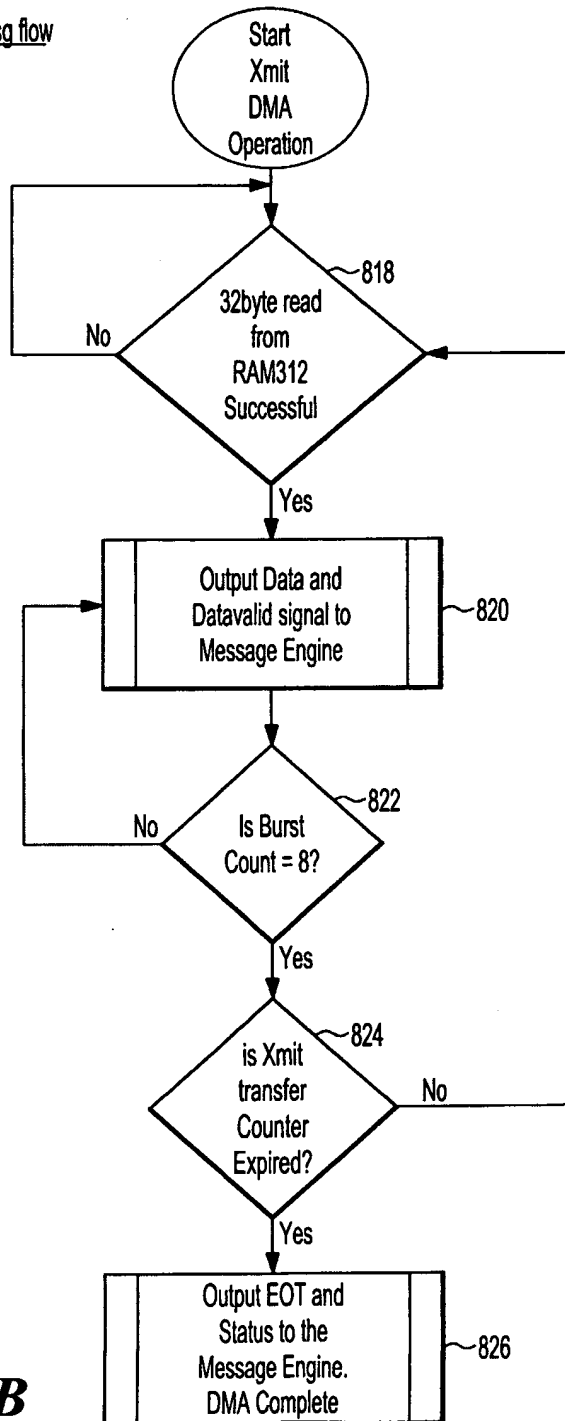 sg flow
Start
Xmit
DMA
Operation
818
32byte read
from
RAM312
Successful
No
Yes
Output Data and
Datavalid signal to
Message Engine
820
822
Is Burst
Count = 8?
No
Yes
824
is Xmit
transfer
Counter
Expired?
No
Yes
Output EOT and
Status to the
Message Engine.
DMA Complete
826
B